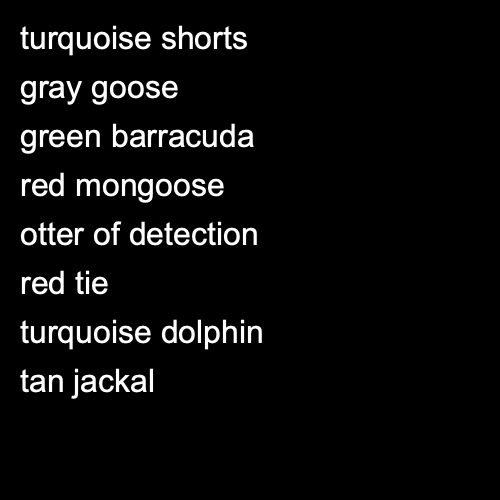 turquoise shorts
gray goose
green barracuda
red mongoose
otter of detection
red tie
turquoise dolphin
tan jackal